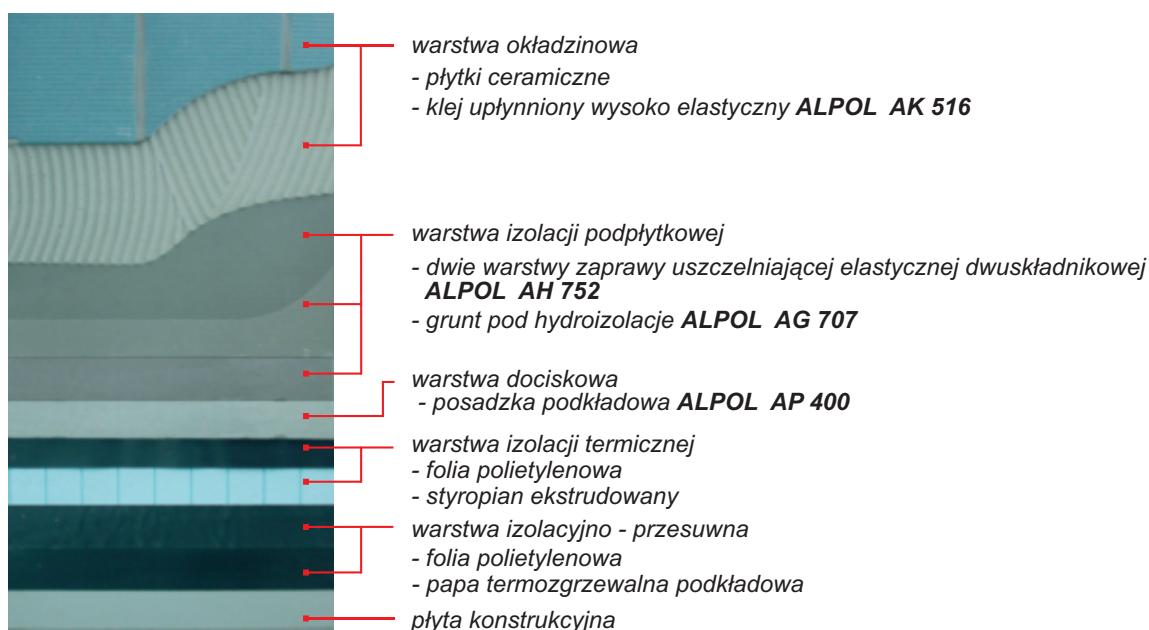 warstwa okładzinowa
- płytki ceramiczne
- klej upłynniony wysoko elastyczny ALPOL AK 516
warstwa izolacji podpłytkowej
- dwie warstwy zaprawy uszczelniającej elastycznej dwuskładnikowej
ALPOL AH 752
- grunt pod hydroizolacje ALPOL AG 707
warstwa dociskowa
- posadzka podkładowa ALPOL AP 400
warstwa izolacji termicznej
- folia polietylenowa
- styropian ekstrudowany
warstwa izolacyjno - przesuwna
- folia polietylenowa
- papa termozgrzewalna podkładowa
płyta konstrukcyjna